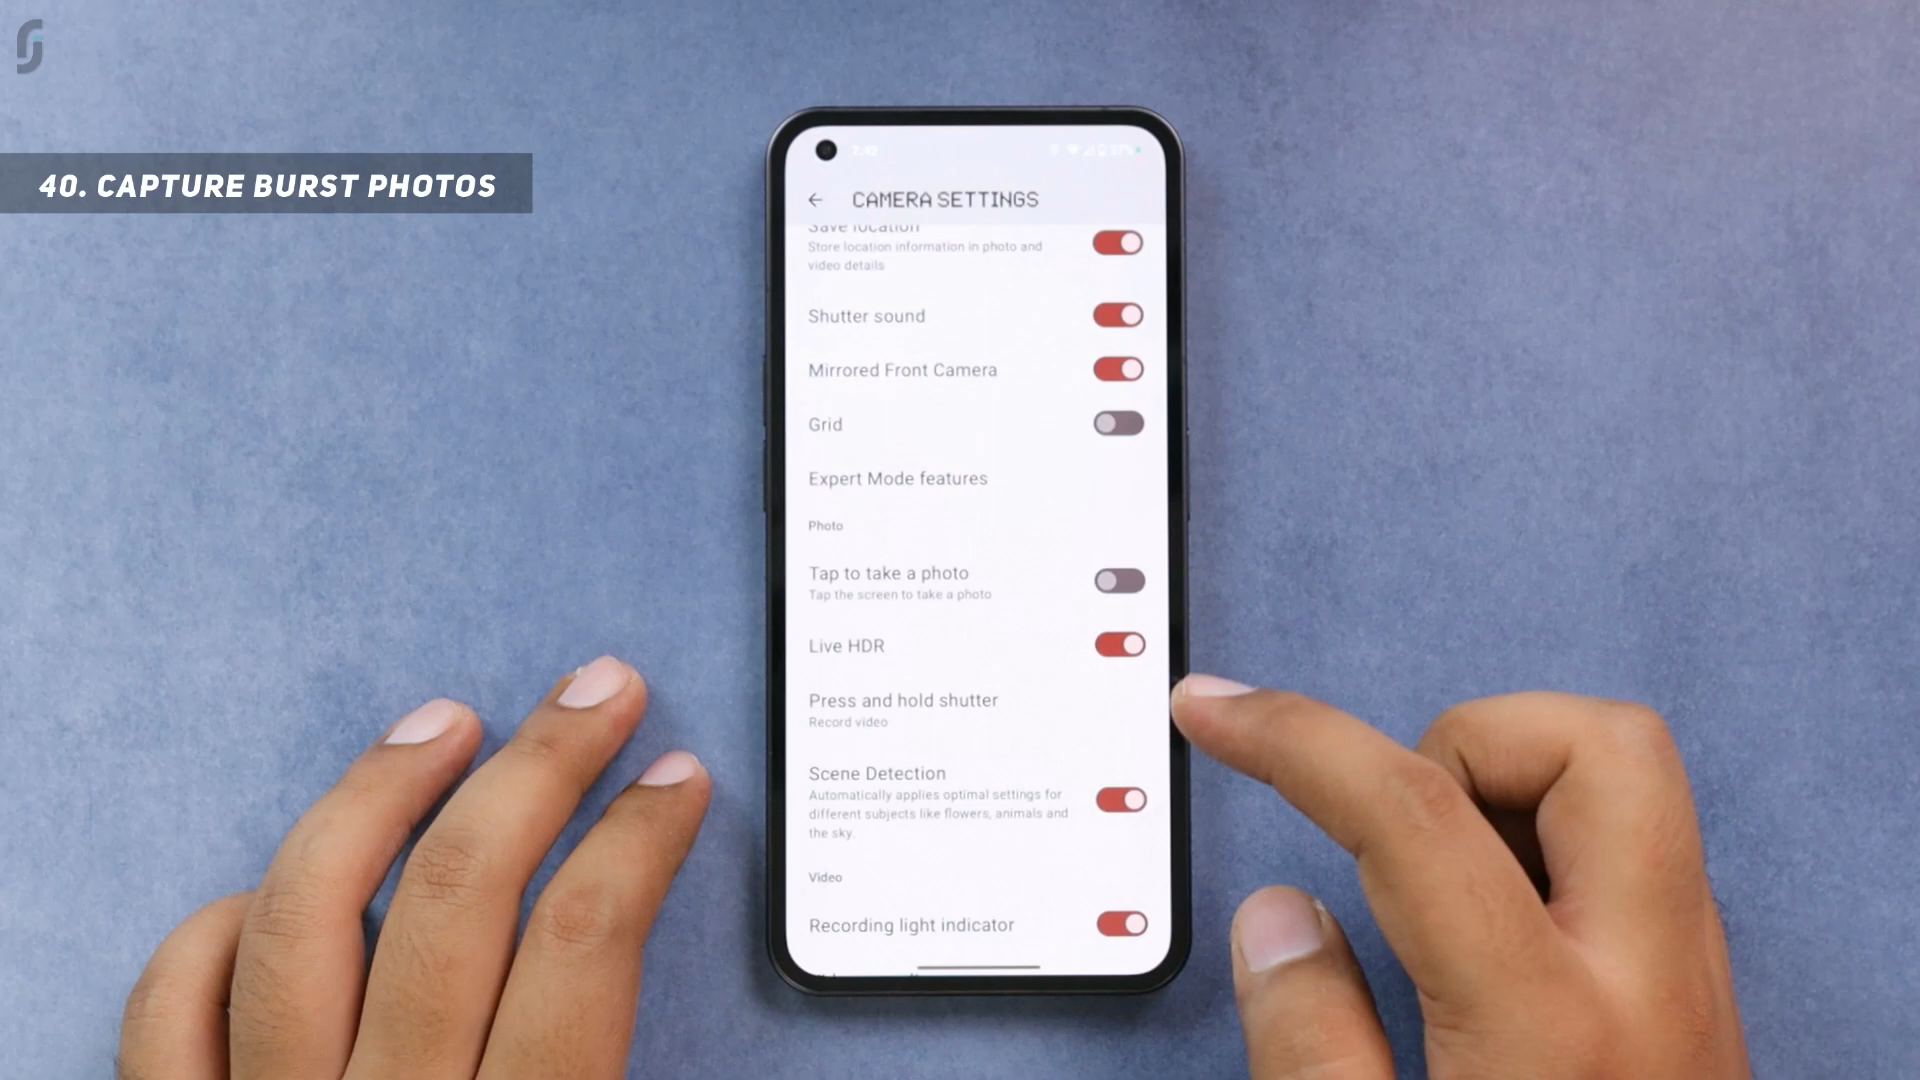 40. CAPTURE BURST PHOTOS
CAMERA SETTINGS
Save location
Store location information in photo and
video details
Shutter sound
Mirrored Front Camera
Grid
Expert Mode features
Photo
Tap to take a photo
Tap the screen to take a photo
Live HDR
Press and hold shutter
Record video
Scene Detection
Automatically applies optimal settings for
different subjects like flowers, animals and
the sky.
Video
Recording light indicator